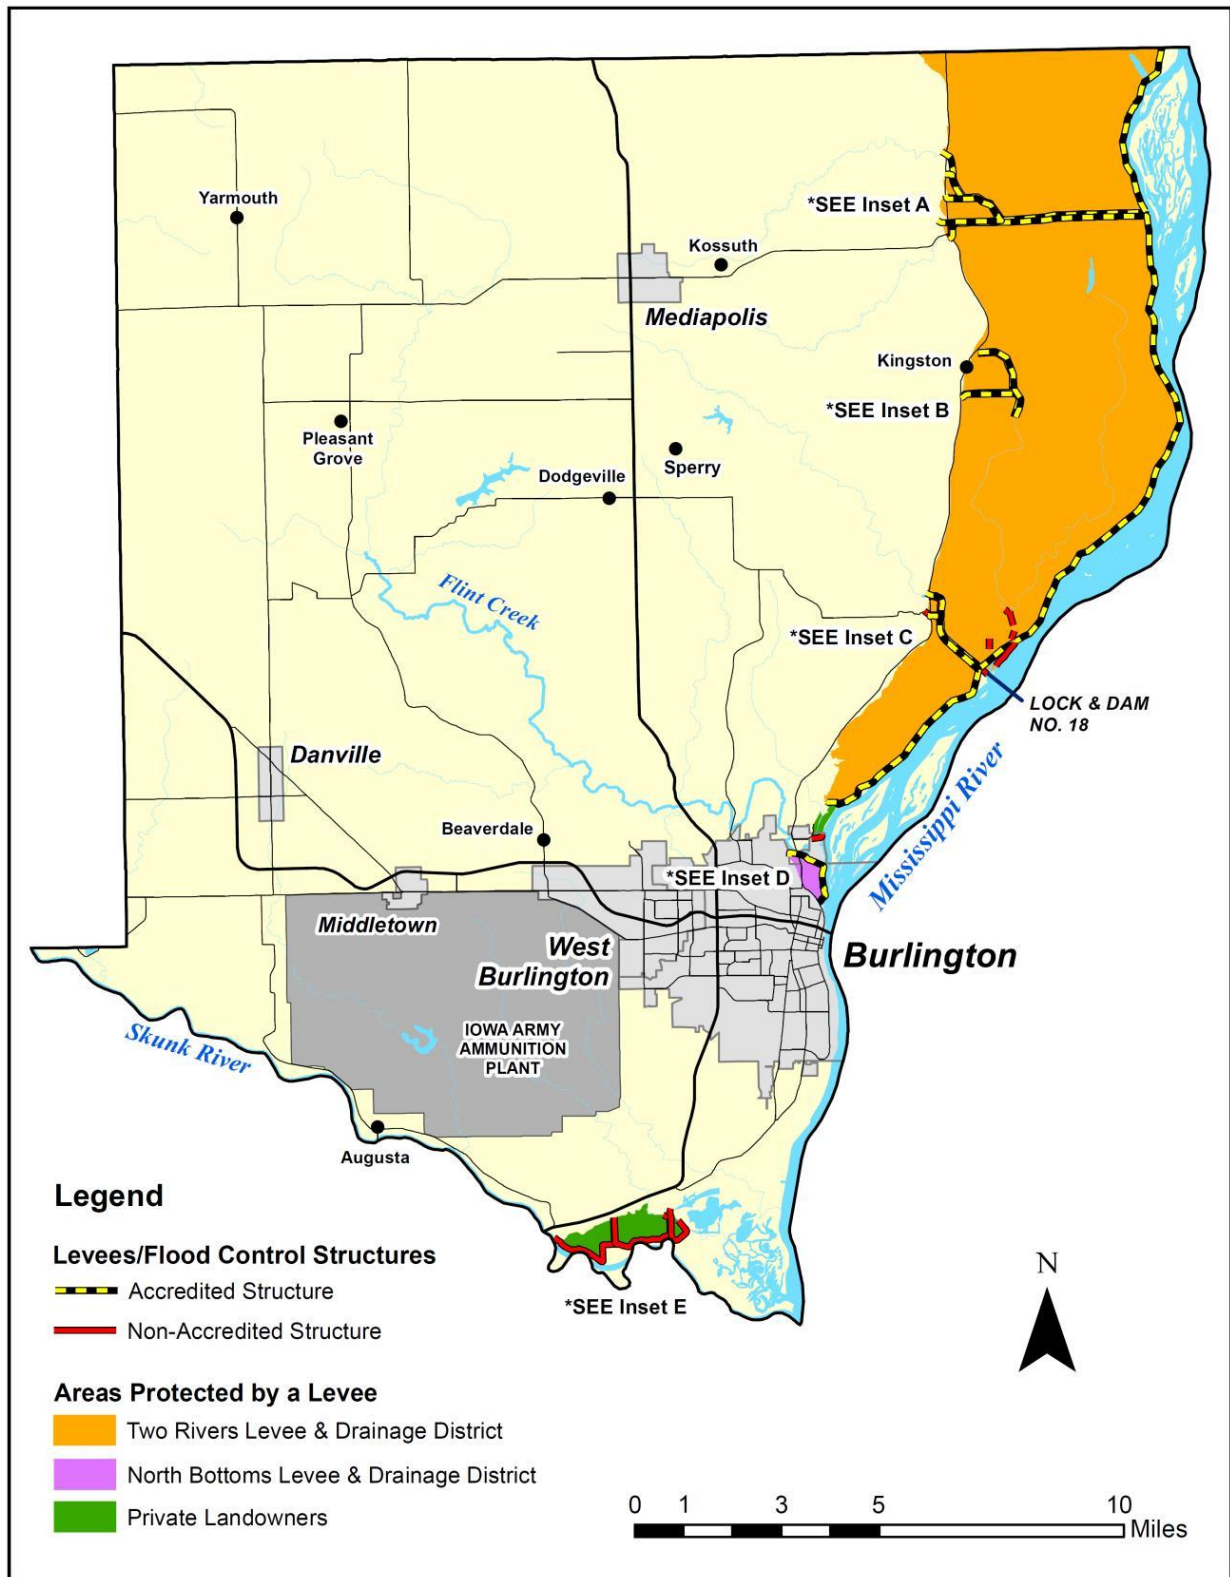 *SEE Inset A
Yarmouth
Kossuth
Mediapolis
Kingston
*SEE Inset B
Pleasant
Grove
Sperry
Dodgeville
Flint Creek
*SEE Inset C
LOCK & DAM
NO. 18
Danville
Mississippi River
Beaverdale
*SEE Inset D
Middletown
West
Burlington
Burlington
IOWA ARMY
AMMUNITION
PLANT
Skunk River
Augusta
*SEE Inset E
Legend
Levees/Flood Control Structures
Accredited Structure
Non-Accredited Structure
Areas Protected by a Levee
Two Rivers Levee & Drainage District
North Bottoms Levee & Drainage District
Private Landowners
N
0 1 3 5 10
Miles